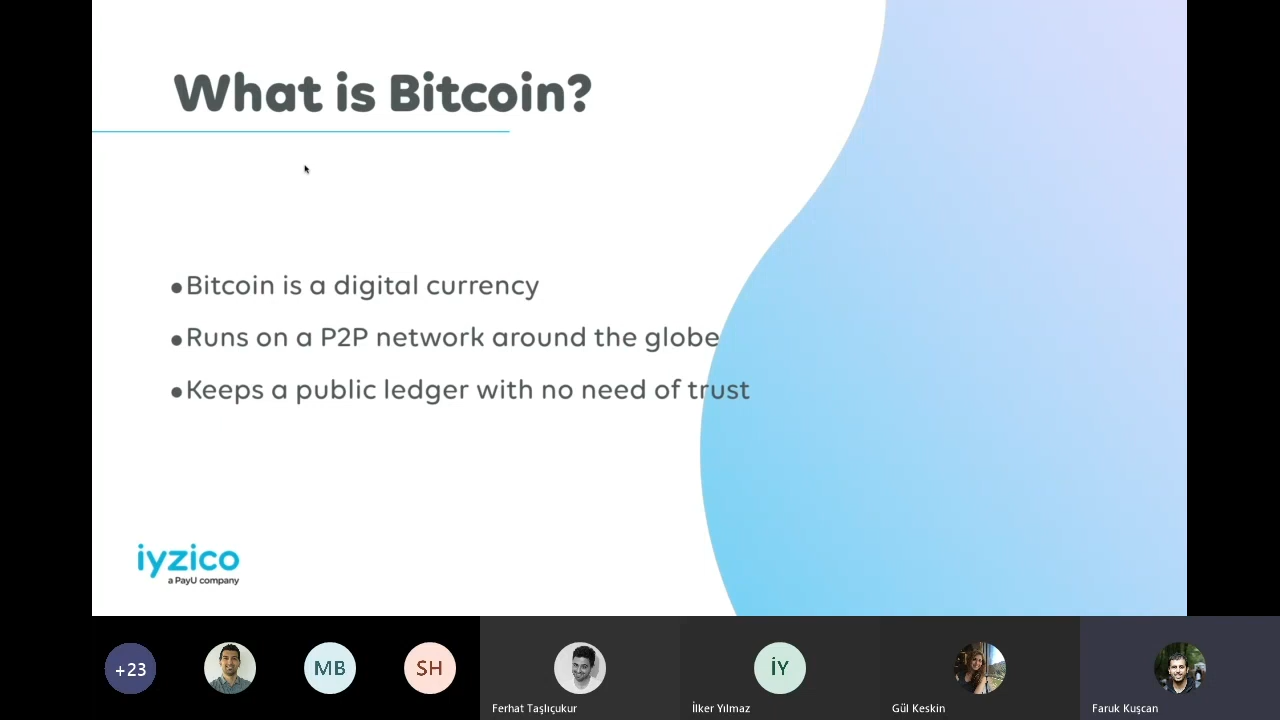 What is Bitcoin?
•Bitcoin is a digital currency
•Runs on a P2P network around the globe
•Keeps a public ledger with no need of trust
iyzico
a PayU company
+23
MB
SH
İY
Ferhat Taşlıçukur
İlker Yılmaz
Gül Keskin
Faruk Kuşcan